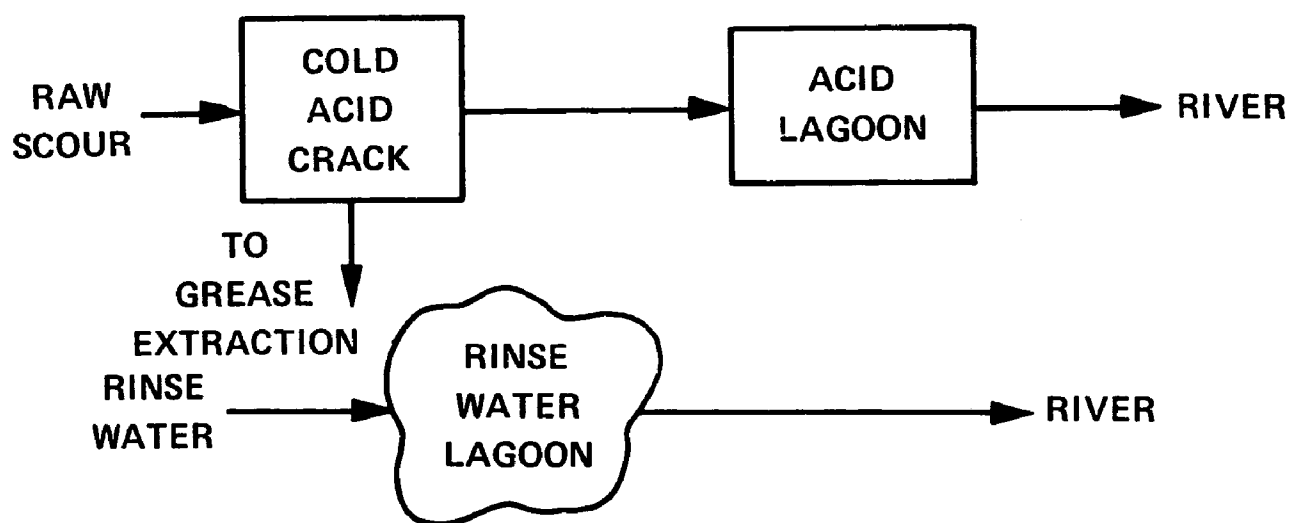 RAW
SCOUR
COLD
ACID
CRACK
ACID
LAGOON
RIVER
TO
GREASE
EXTRACTION
RINSE
WATER
RINSE
WATER
LAGOON
RIVER